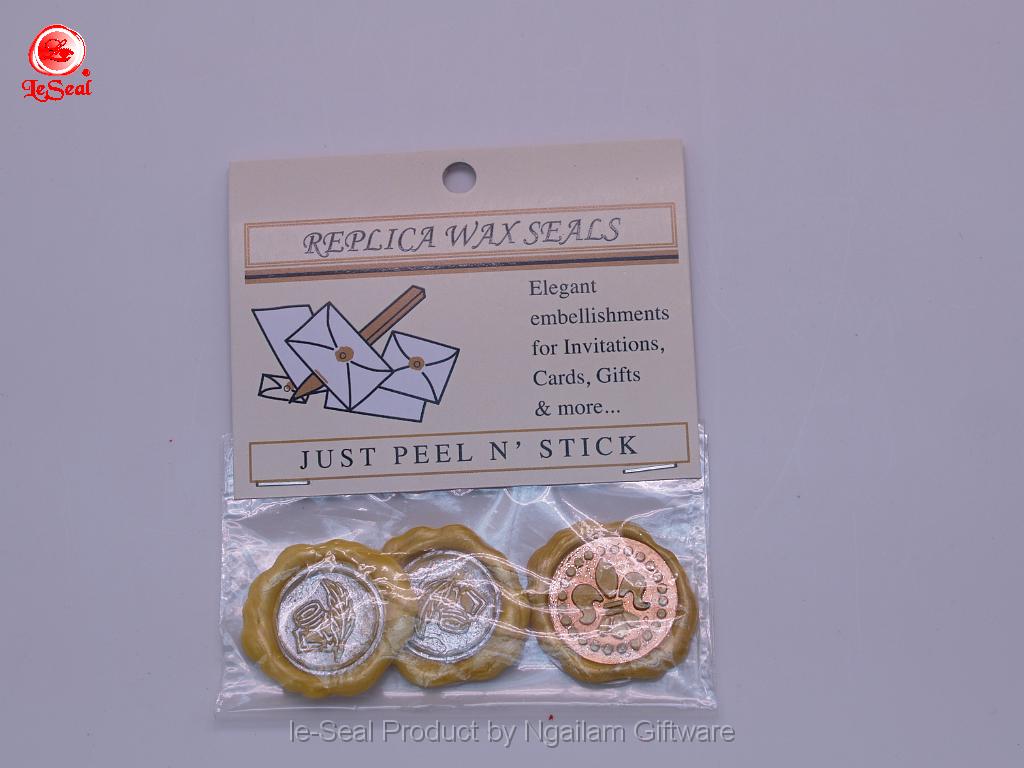 LeSeal
REPLICA WAX SEALS
Elegant
embellishments
for Invitations,
Cards, Gifts
& more...
JUST PEEL N' STICK
le-Seal Product by Ngailam Giftware